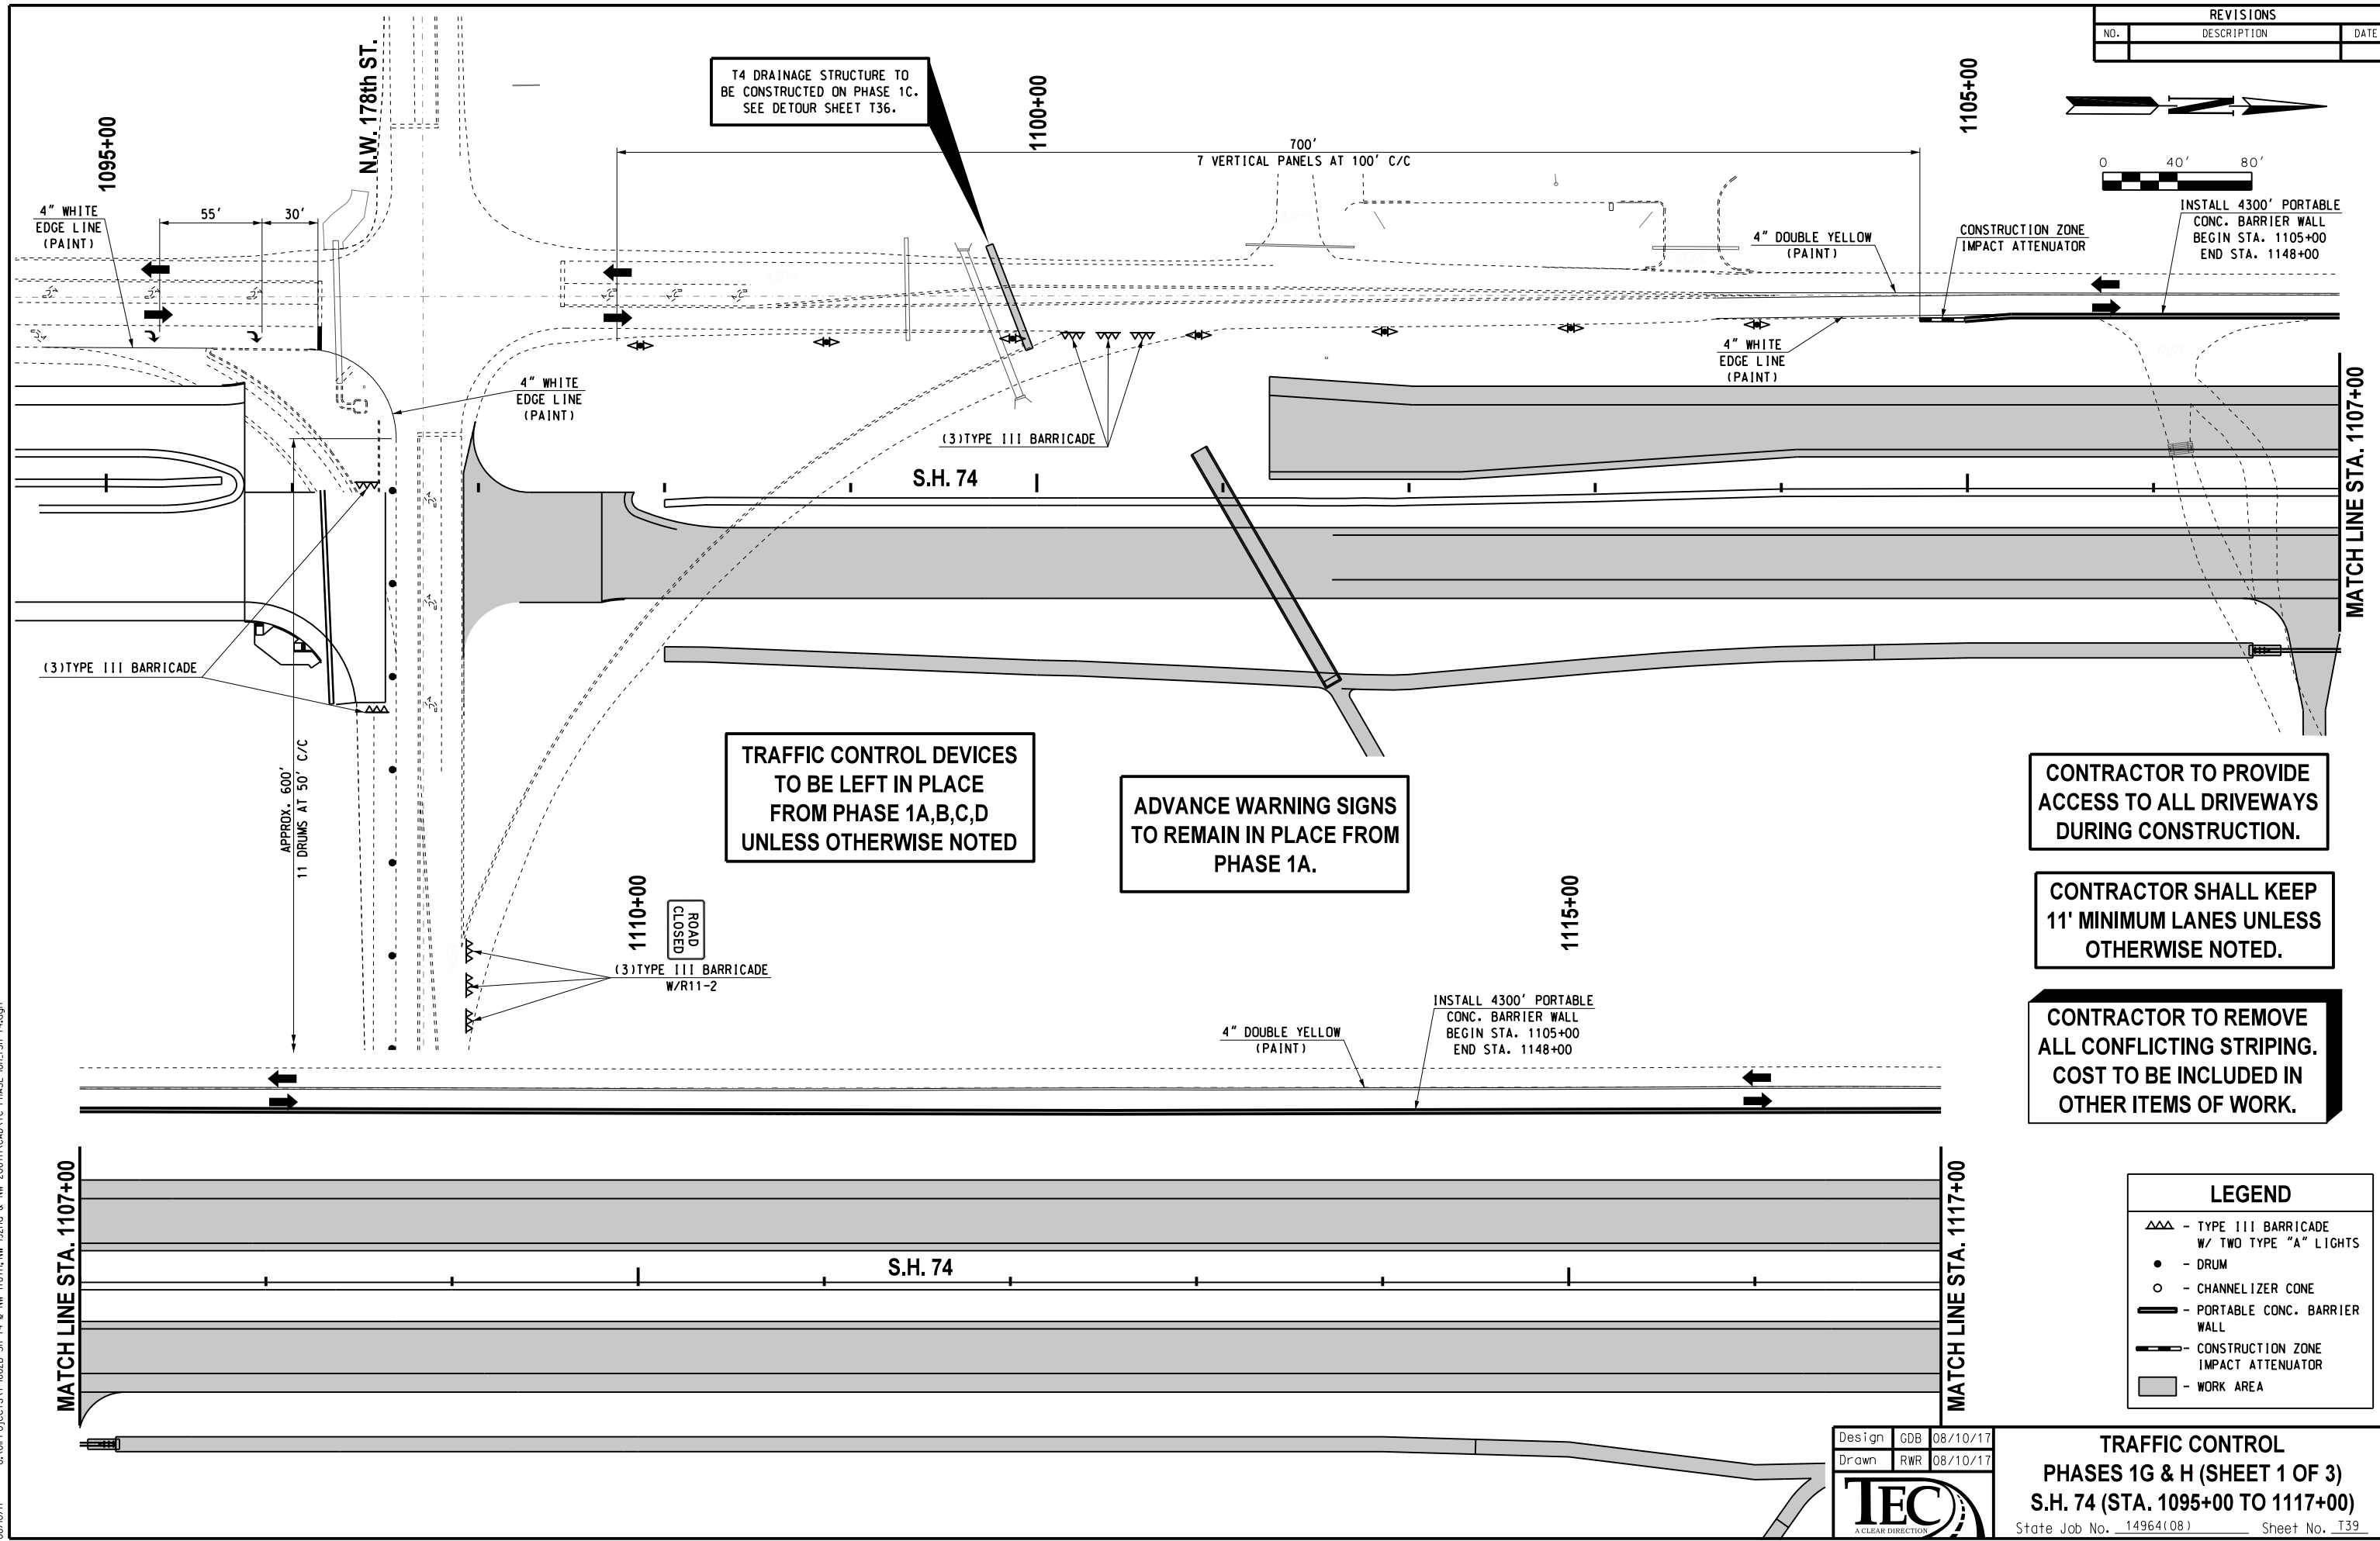 REVISIONS
NO. DESCRIPTION DATE
N.W. 178th ST.
1095+00
1100+00
1105+00
T4 DRAINAGE STRUCTURE TO
BE CONSTRUCTED ON PHASE 1C.
SEE DETOUR SHEET T36.
700'
7 VERTICAL PANELS AT 100' C/C
0 40' 80'
4" WHITE
EDGE LINE
(PAINT)
55'
30'
4" DOUBLE YELLOW
(PAINT)
CONSTRUCTION ZONE
IMPACT ATTENUATOR
INSTALL 4300' PORTABLE
CONC. BARRIER WALL
BEGIN STA. 1105+00
END STA. 1148+00
4" WHITE
EDGE LINE
(PAINT)
4" WHITE
EDGE LINE
(PAINT)
(3)TYPE III BARRICADE
S.H. 74
MATCH LINE STA. 1107+00
(3)TYPE III BARRICADE
APPROX. 600'
11 DRUMS AT 50' C/C
TRAFFIC CONTROL DEVICES
TO BE LEFT IN PLACE
FROM PHASE 1A,B,C,D
UNLESS OTHERWISE NOTED
ADVANCE WARNING SIGNS
TO REMAIN IN PLACE FROM
PHASE 1A.
CONTRACTOR TO PROVIDE
ACCESS TO ALL DRIVEWAYS
DURING CONSTRUCTION.
CONTRACTOR SHALL KEEP
11' MINIMUM LANES UNLESS
OTHERWISE NOTED.
CONTRACTOR TO REMOVE
ALL CONFLICTING STRIPING.
COST TO BE INCLUDED IN
OTHER ITEMS OF WORK.
1110+00
ROAD
CLOSED
(3)TYPE III BARRICADE
W/R11-2
1115+00
4" DOUBLE YELLOW
(PAINT)
INSTALL 4300' PORTABLE
CONC. BARRIER WALL
BEGIN STA. 1105+00
END STA. 1148+00
MATCH LINE STA. 1107+00
S.H. 74
MATCH LINE STA. 1117+00
LEGEND
- TYPE III BARRICADE
W/ TWO TYPE "A" LIGHTS
- DRUM
- CHANNELIZER CONE
- PORTABLE CONC. BARRIER
WALL
- CONSTRUCTION ZONE
IMPACT ATTENUATOR
- WORK AREA
Design GDB 08/10/17
Drawn RWR 08/10/17
TEC
A CLEAR DIRECTION
TRAFFIC CONTROL
PHASES 1G & H (SHEET 1 OF 3)
S.H. 74 (STA. 1095+00 TO 1117+00)
State Job No. 14964(08) Sheet No. T39